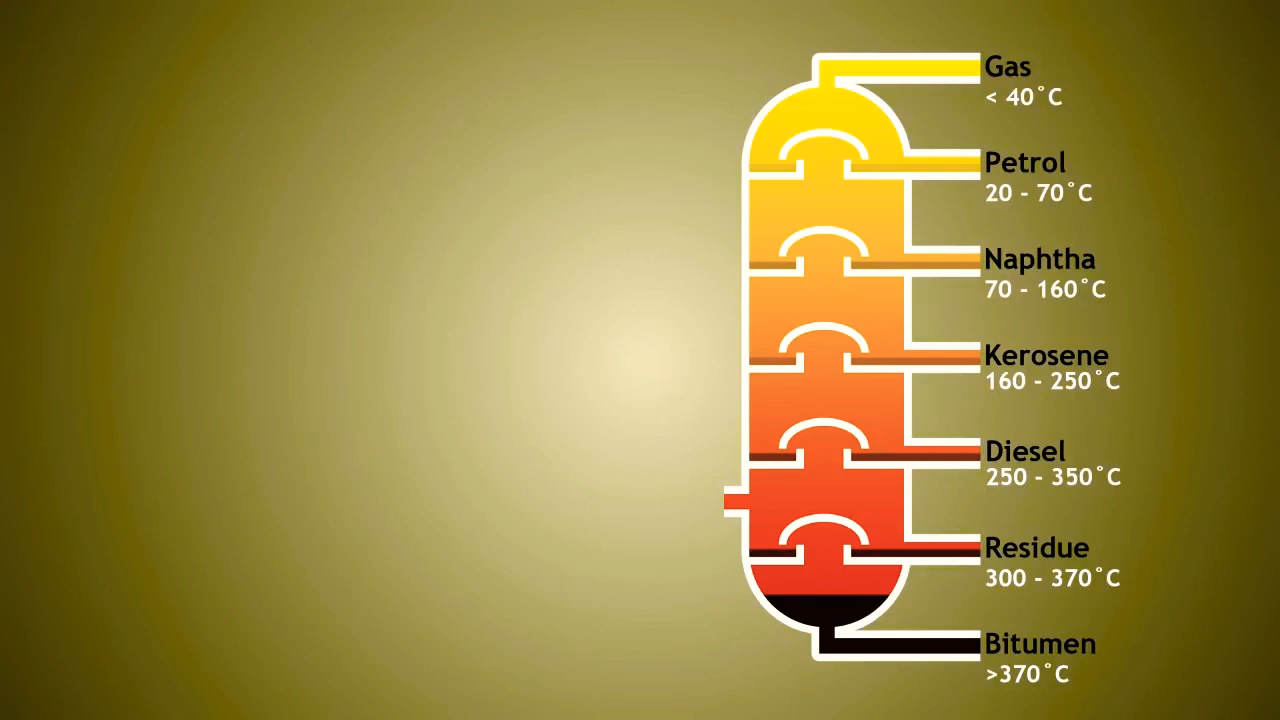 Gas
< 40˚C
Petrol
20 - 70˚C
Naphtha
70 - 160˚C
Kerosene
160 - 250˚C
Diesel
250 - 350˚C
Residue
300 - 370˚C
Bitumen
>370˚C